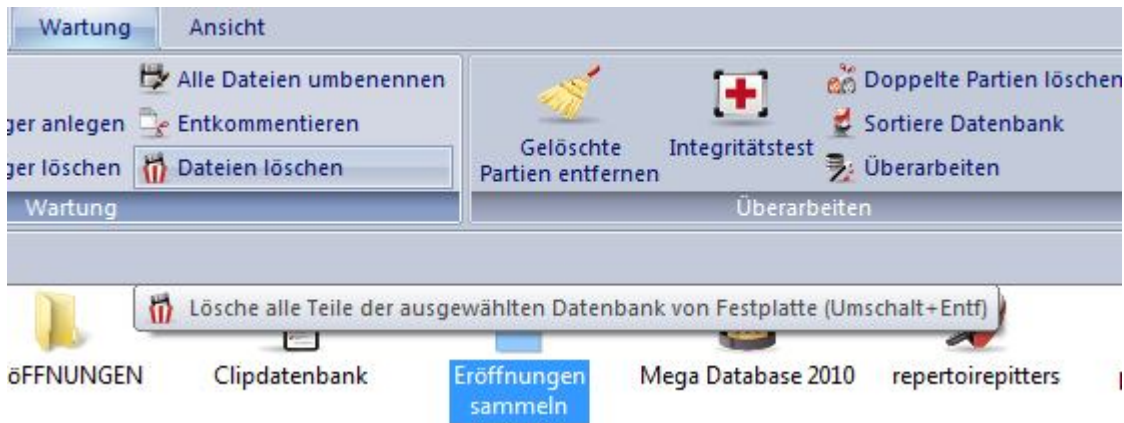 Wartung Ansicht
Alle Dateien umbenennen Doppelte Partien löschen
ger anlegen Entkommentieren Sortiere Datenbank
Gelöschte Partien entfernen Integritätstest
ger löschen Dateien löschen Überarbeiten
Wartung Überarbeiten
Lösche alle Teile der ausgewählten Datenbank von Festplatte (Umschalt+Entf)
öFFNUNGEN Clipdatenbank Eröffnungen Mega Database 2010 repertoirepitters
sammeln